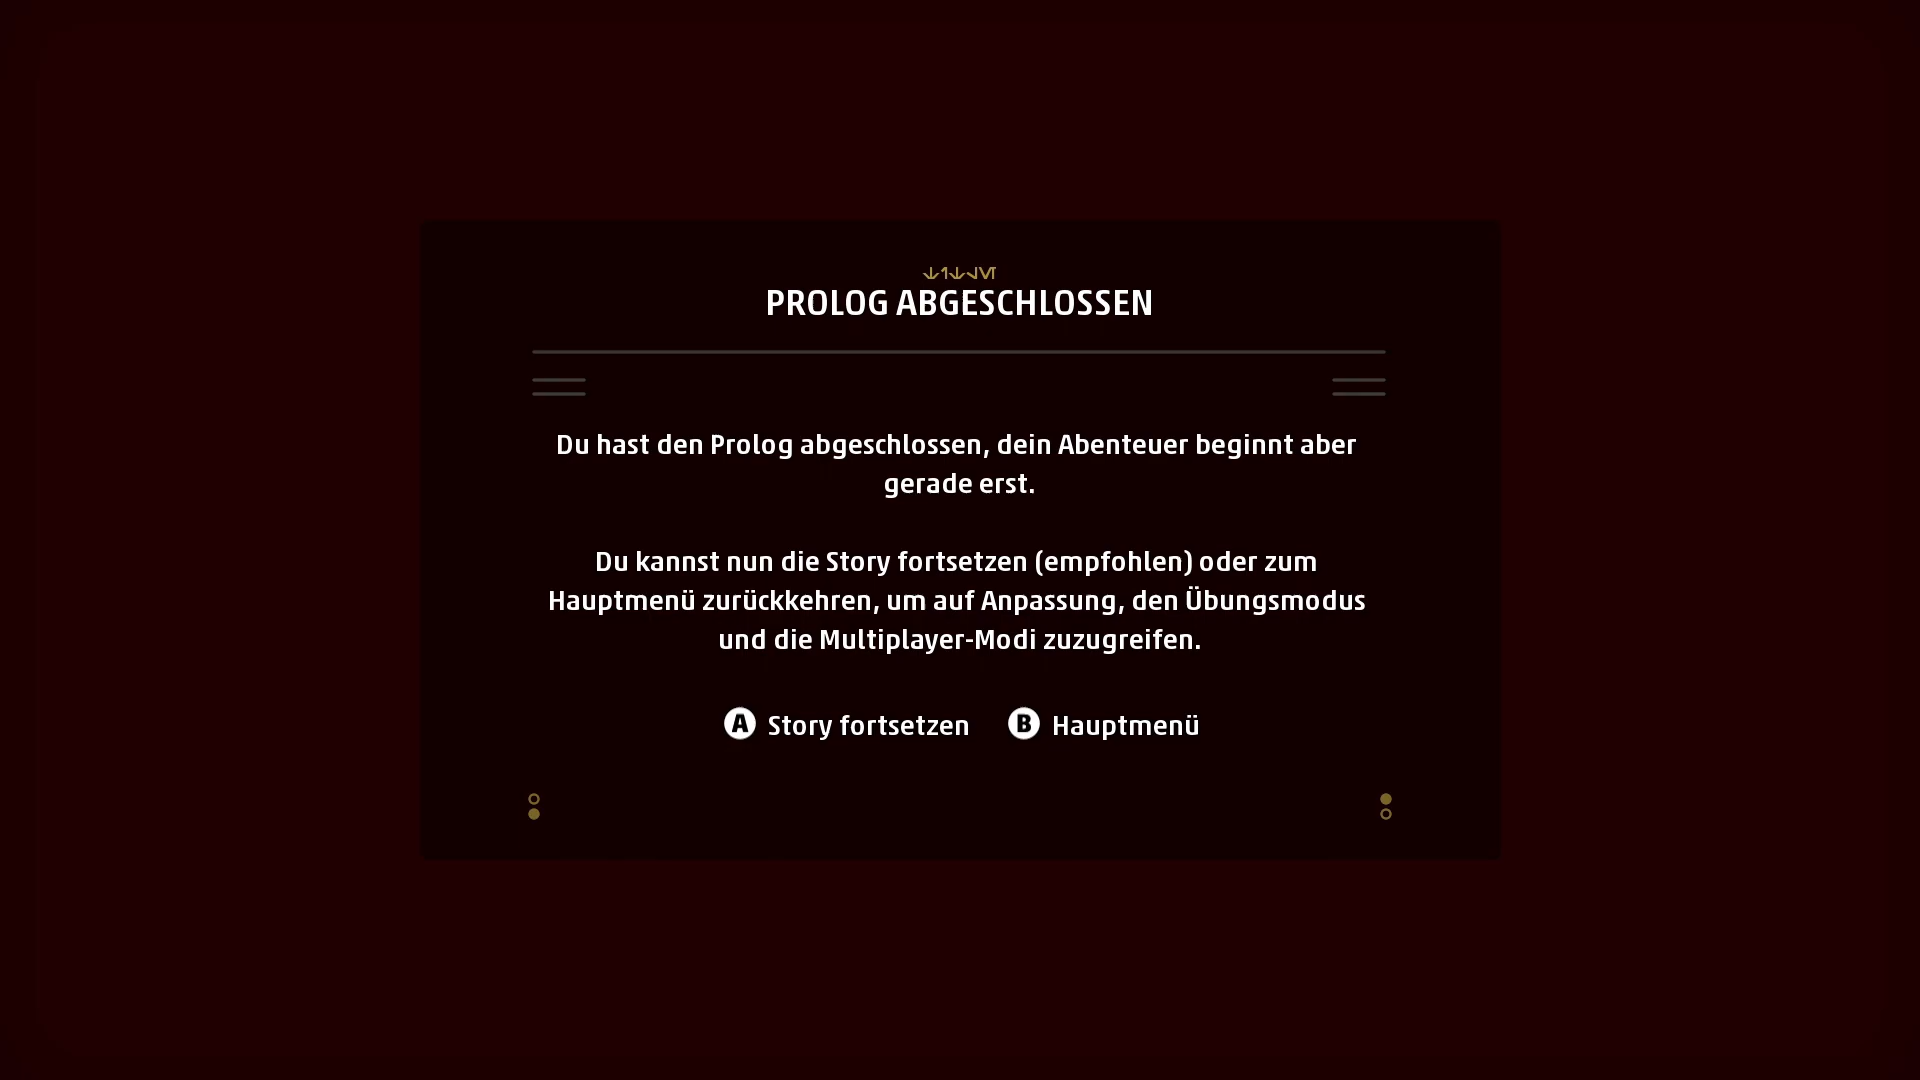 PROLOG ABGESCHLOSSEN
Du hast den Prolog abgeschlossen, dein Abenteuer beginnt aber
gerade erst.
Du kannst nun die Story fortsetzen (empfohlen) oder zum
Hauptmenü zurückkehren, um auf Anpassung, den Übungsmodus
und die Multiplayer-Modi zuzugreifen.
A Story fortsetzen B Hauptmenü